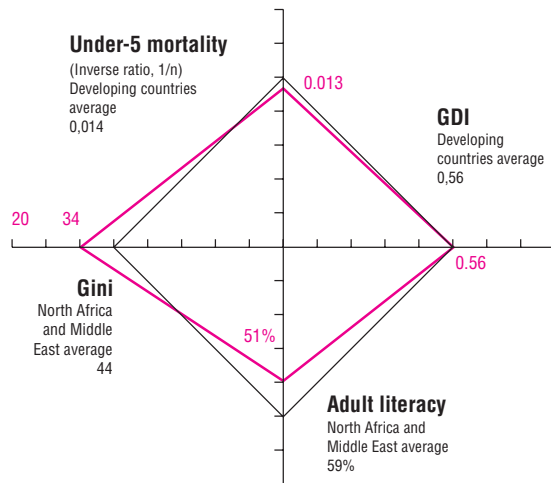 Under-5 mortality
(Inverse ratio, 1/n)
Developing countries
average
0,014
0.013
GDI
Developing
countries average
0,56
20
34
0.56
Gini
North Africa
and Middle
East average
44
51%
Adult literacy
North Africa and
Middle East average
59%